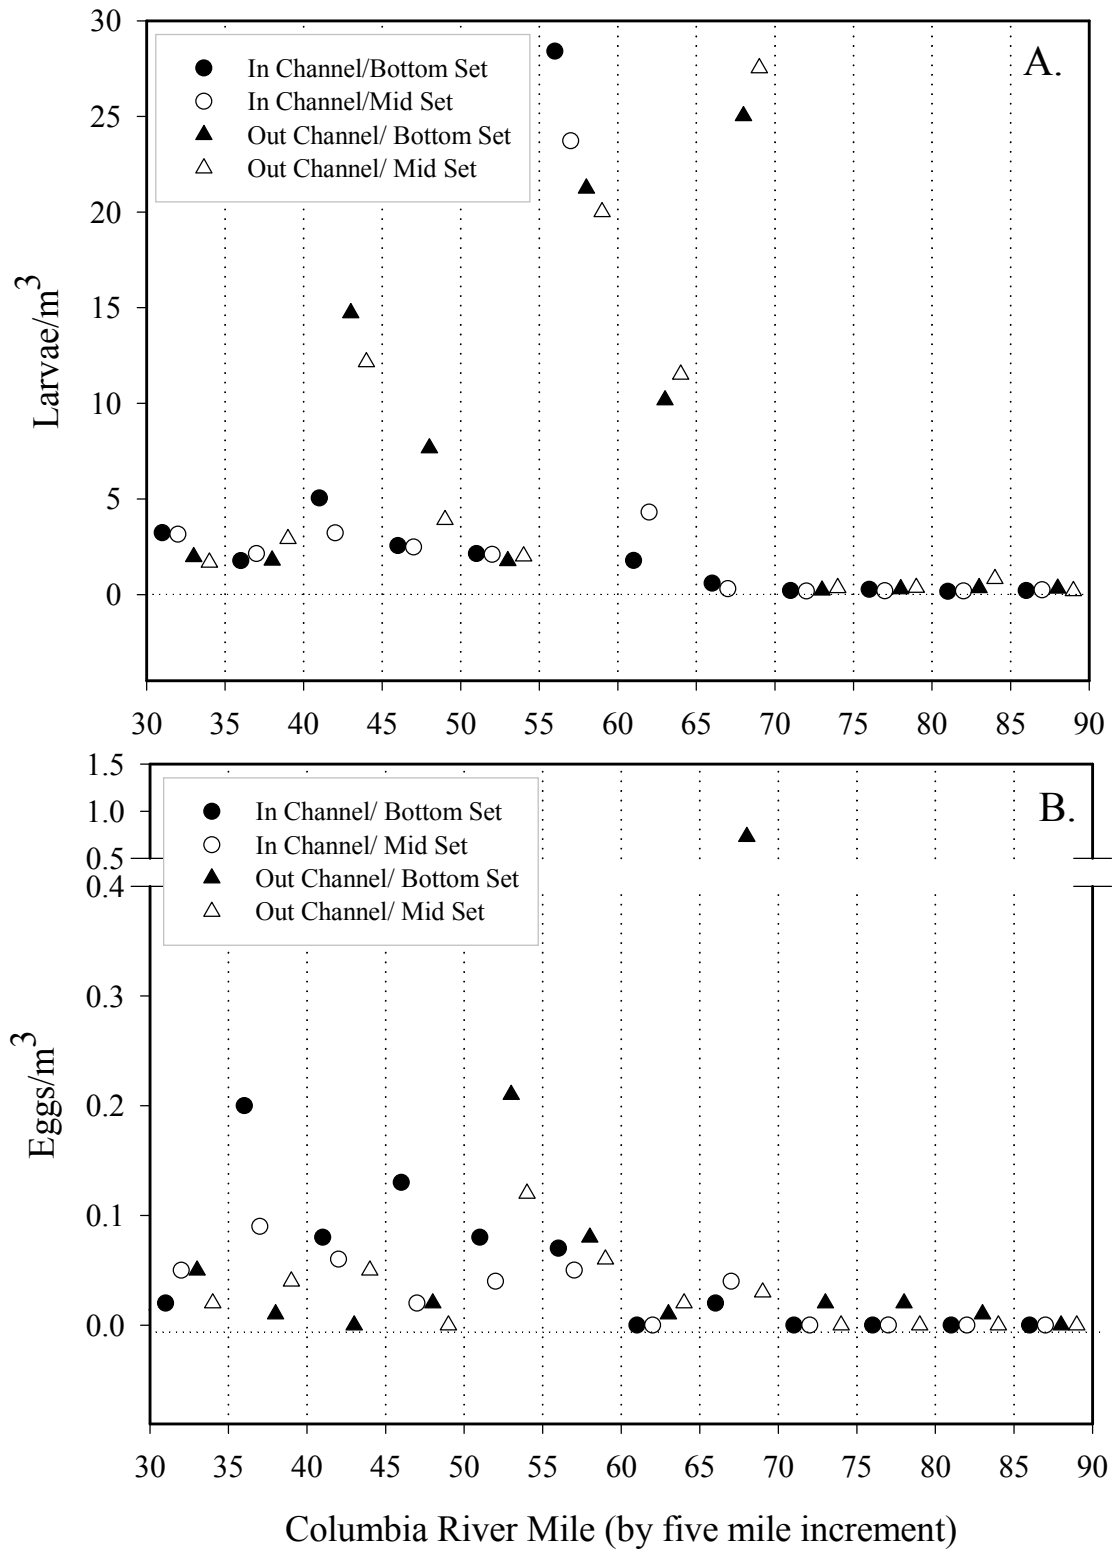 30
A.
In Channel/Bottom Set
In Channel/Mid Set
Out Channel/ Bottom Set
Out Channel/ Mid Set
25
20
15
10
5
0
Larvae/m³
30 35 40 45 50 55 60 65 70 75 80 85 90
1.5
B.
In Channel/ Bottom Set
In Channel/ Mid Set
Out Channel/ Bottom Set
Out Channel/ Mid Set
1.0
0.5
0.4
0.3
0.2
0.1
0.0
Eggs/m³
30 35 40 45 50 55 60 65 70 75 80 85 90
Columbia River Mile (by five mile increment)